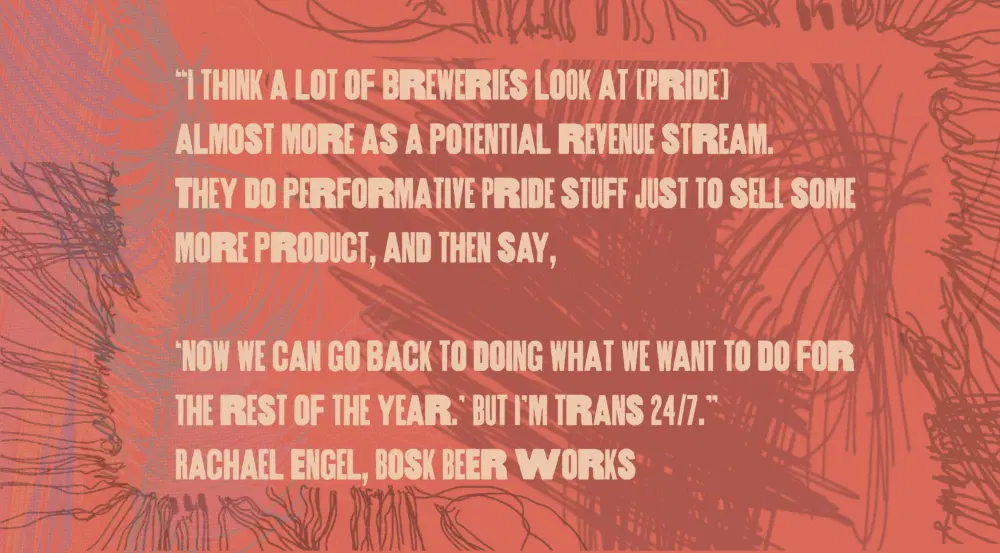 “I THINK A LOT OF BREWERIES LOOK AT [PRIDE]
ALMOST MORE AS A POTENTIAL REVENUE STREAM.
THEY DO PERFORMATIVE PRIDE STUFF JUST TO SELL SOME
MORE PRODUCT, AND THEN SAY,
‘NOW WE CAN GO BACK TO DOING WHAT WE WANT TO DO FOR
THE REST OF THE YEAR.’ BUT I’M TRANS 24/7.”
RACHAEL ENGEL, BOSK BEER WORKS